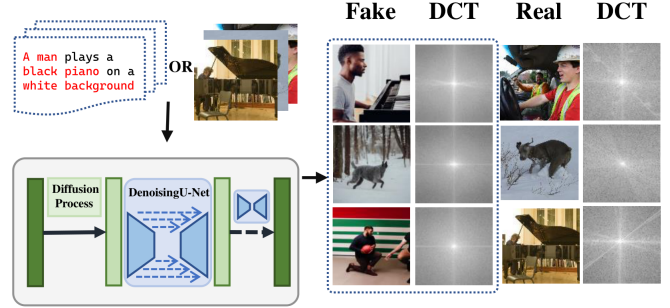 Fake DCT Real DCT
A man plays a
black piano on a
white background
OR
Diffusion
Process
DenoisingU-Net